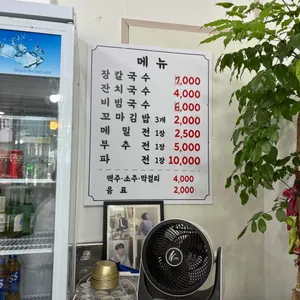 메뉴
장칼국수 7,000
잔치국수 4,000
비빔국수 6,000
꼬마김밥 3개 2,000
메밀전 1장 2,500
부추전 1장 5,000
파전 1장 10,000
맥주·소주·막걸리 4,000
음료 2,000